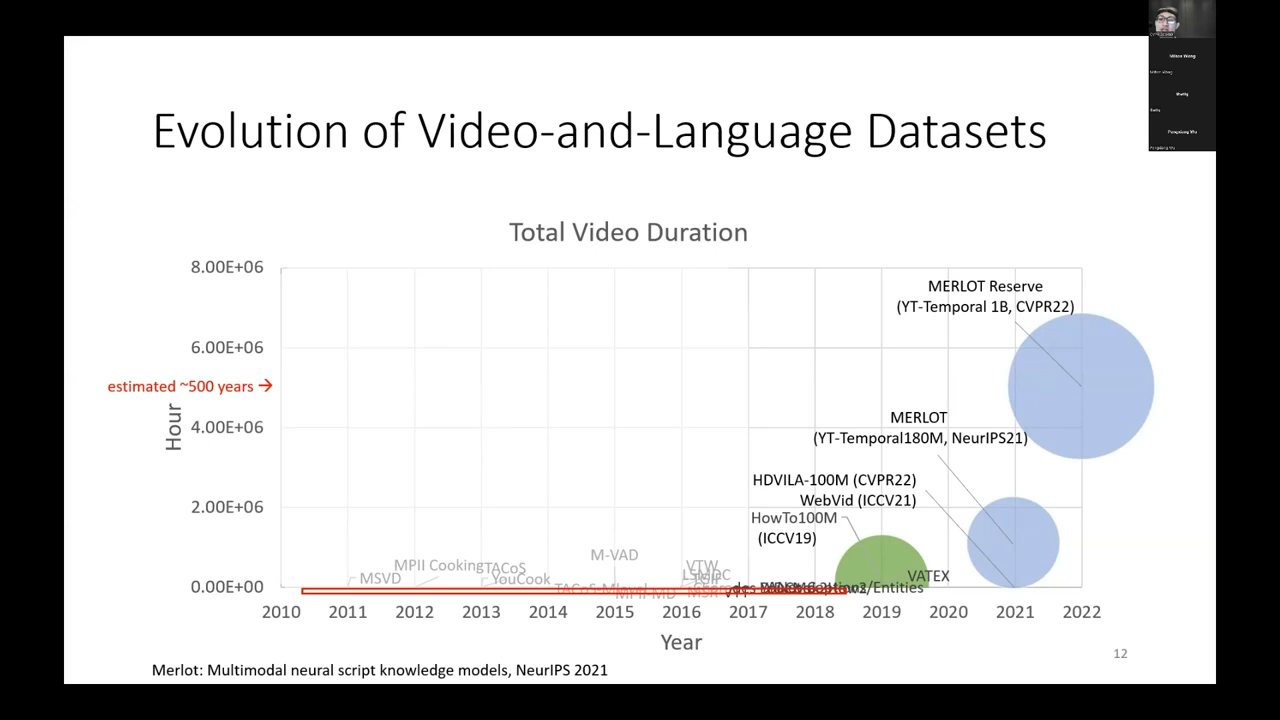 Evolution of Video-and-Language Datasets
Total Video Duration
8.00E+06
6.00E+06
4.00E+06
2.00E+06
0.00E+00
estimated ~500 years →
Hour
MERLOT Reserve
(YT-Temporal 1B, CVPR22)
MERLOT
(YT-Temporal180M, NeurIPS21)
HDVILA-100M (CVPR22)
WebVid (ICCV21)
HowTo100M
(ICCV19)
M-VAD
MPII Cooking
TACoS
VTW
MSVD
YouCook
VATEX
MPII-MD
2010 2011 2012 2013 2014 2015 2016 2017 2018 2019 2020 2021 2022
Year
12
Merlot: Multimodal neural script knowledge models, NeurIPS 2021